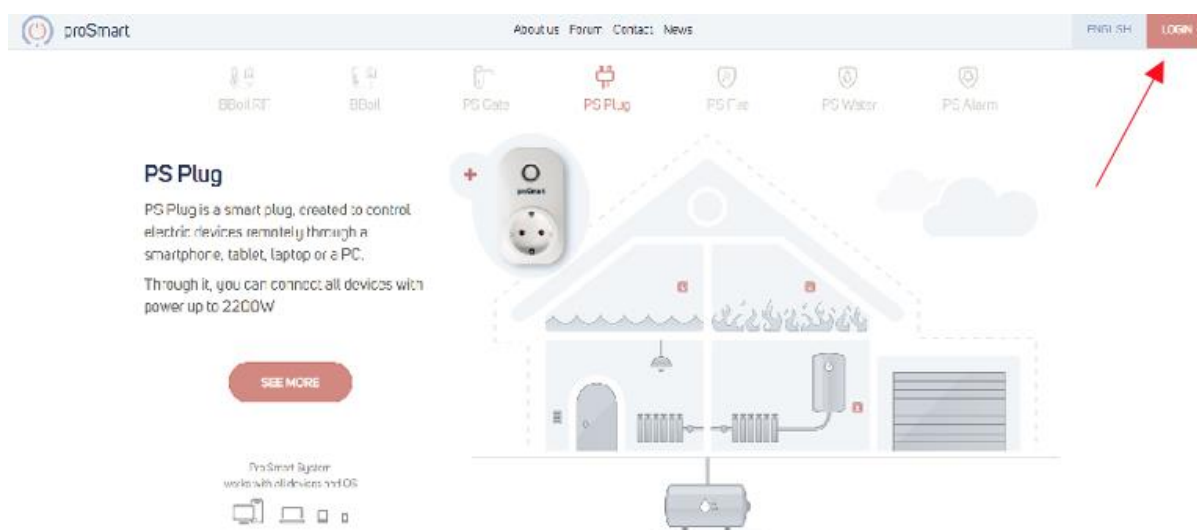 proSmart
About us Forum Contact News
ENGLISH
LOGIN
BBoil RF
BBoil
PS Gate
PS Plug
PS Fire
PS Water
PS Alarm
PS Plug
proSmart
PS Plug is a smart plug, created to control
electric devices remotely through a
smartphone, tablet, laptop or a PC.
Through it, you can connect all devices with
power up to 2200W
SEE MORE
Pro Smart System
works with all devices and OS